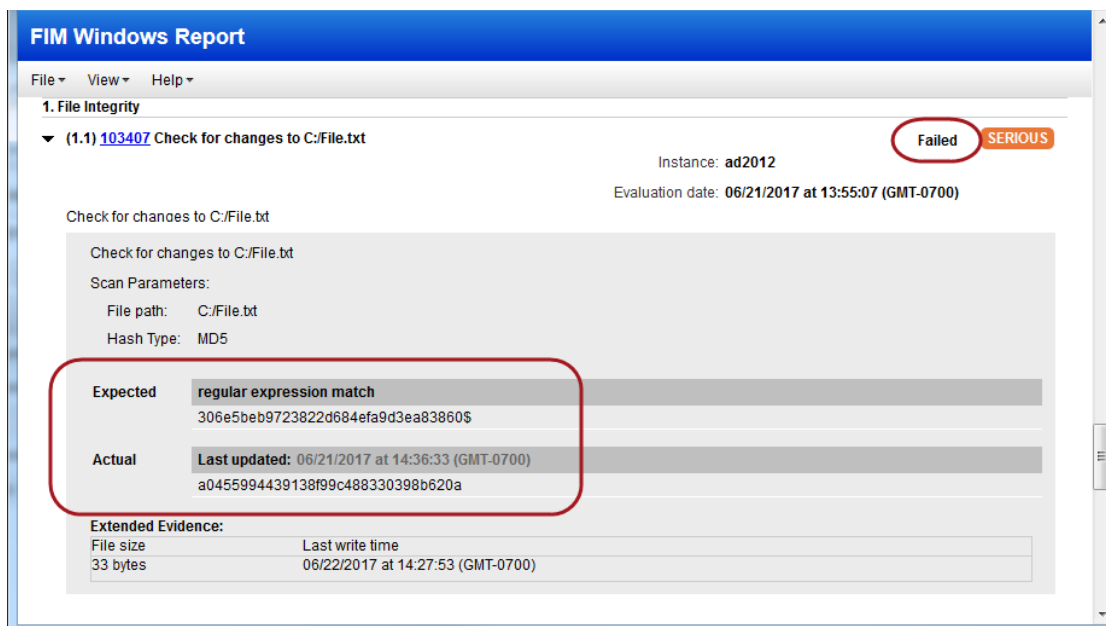 FIM Windows Report
File View Help
1. File Integrity
(1.1) 103407 Check for changes to C:/File.txt
Failed SERIOUS
Instance: ad2012
Evaluation date: 06/21/2017 at 13:55:07 (GMT-0700)
Check for changes to C:/File.txt
Check for changes to C:/File.txt
Scan Parameters:
File path: C:/File.txt
Hash Type: MD5
Expected regular expression match
306e5beb9723822d684efa9d3ea83860$
Actual Last updated: 06/21/2017 at 14:36:33 (GMT-0700)
a0455994439138f99c488330398b620a
Extended Evidence:
File size Last write time
33 bytes 06/22/2017 at 14:27:53 (GMT-0700)